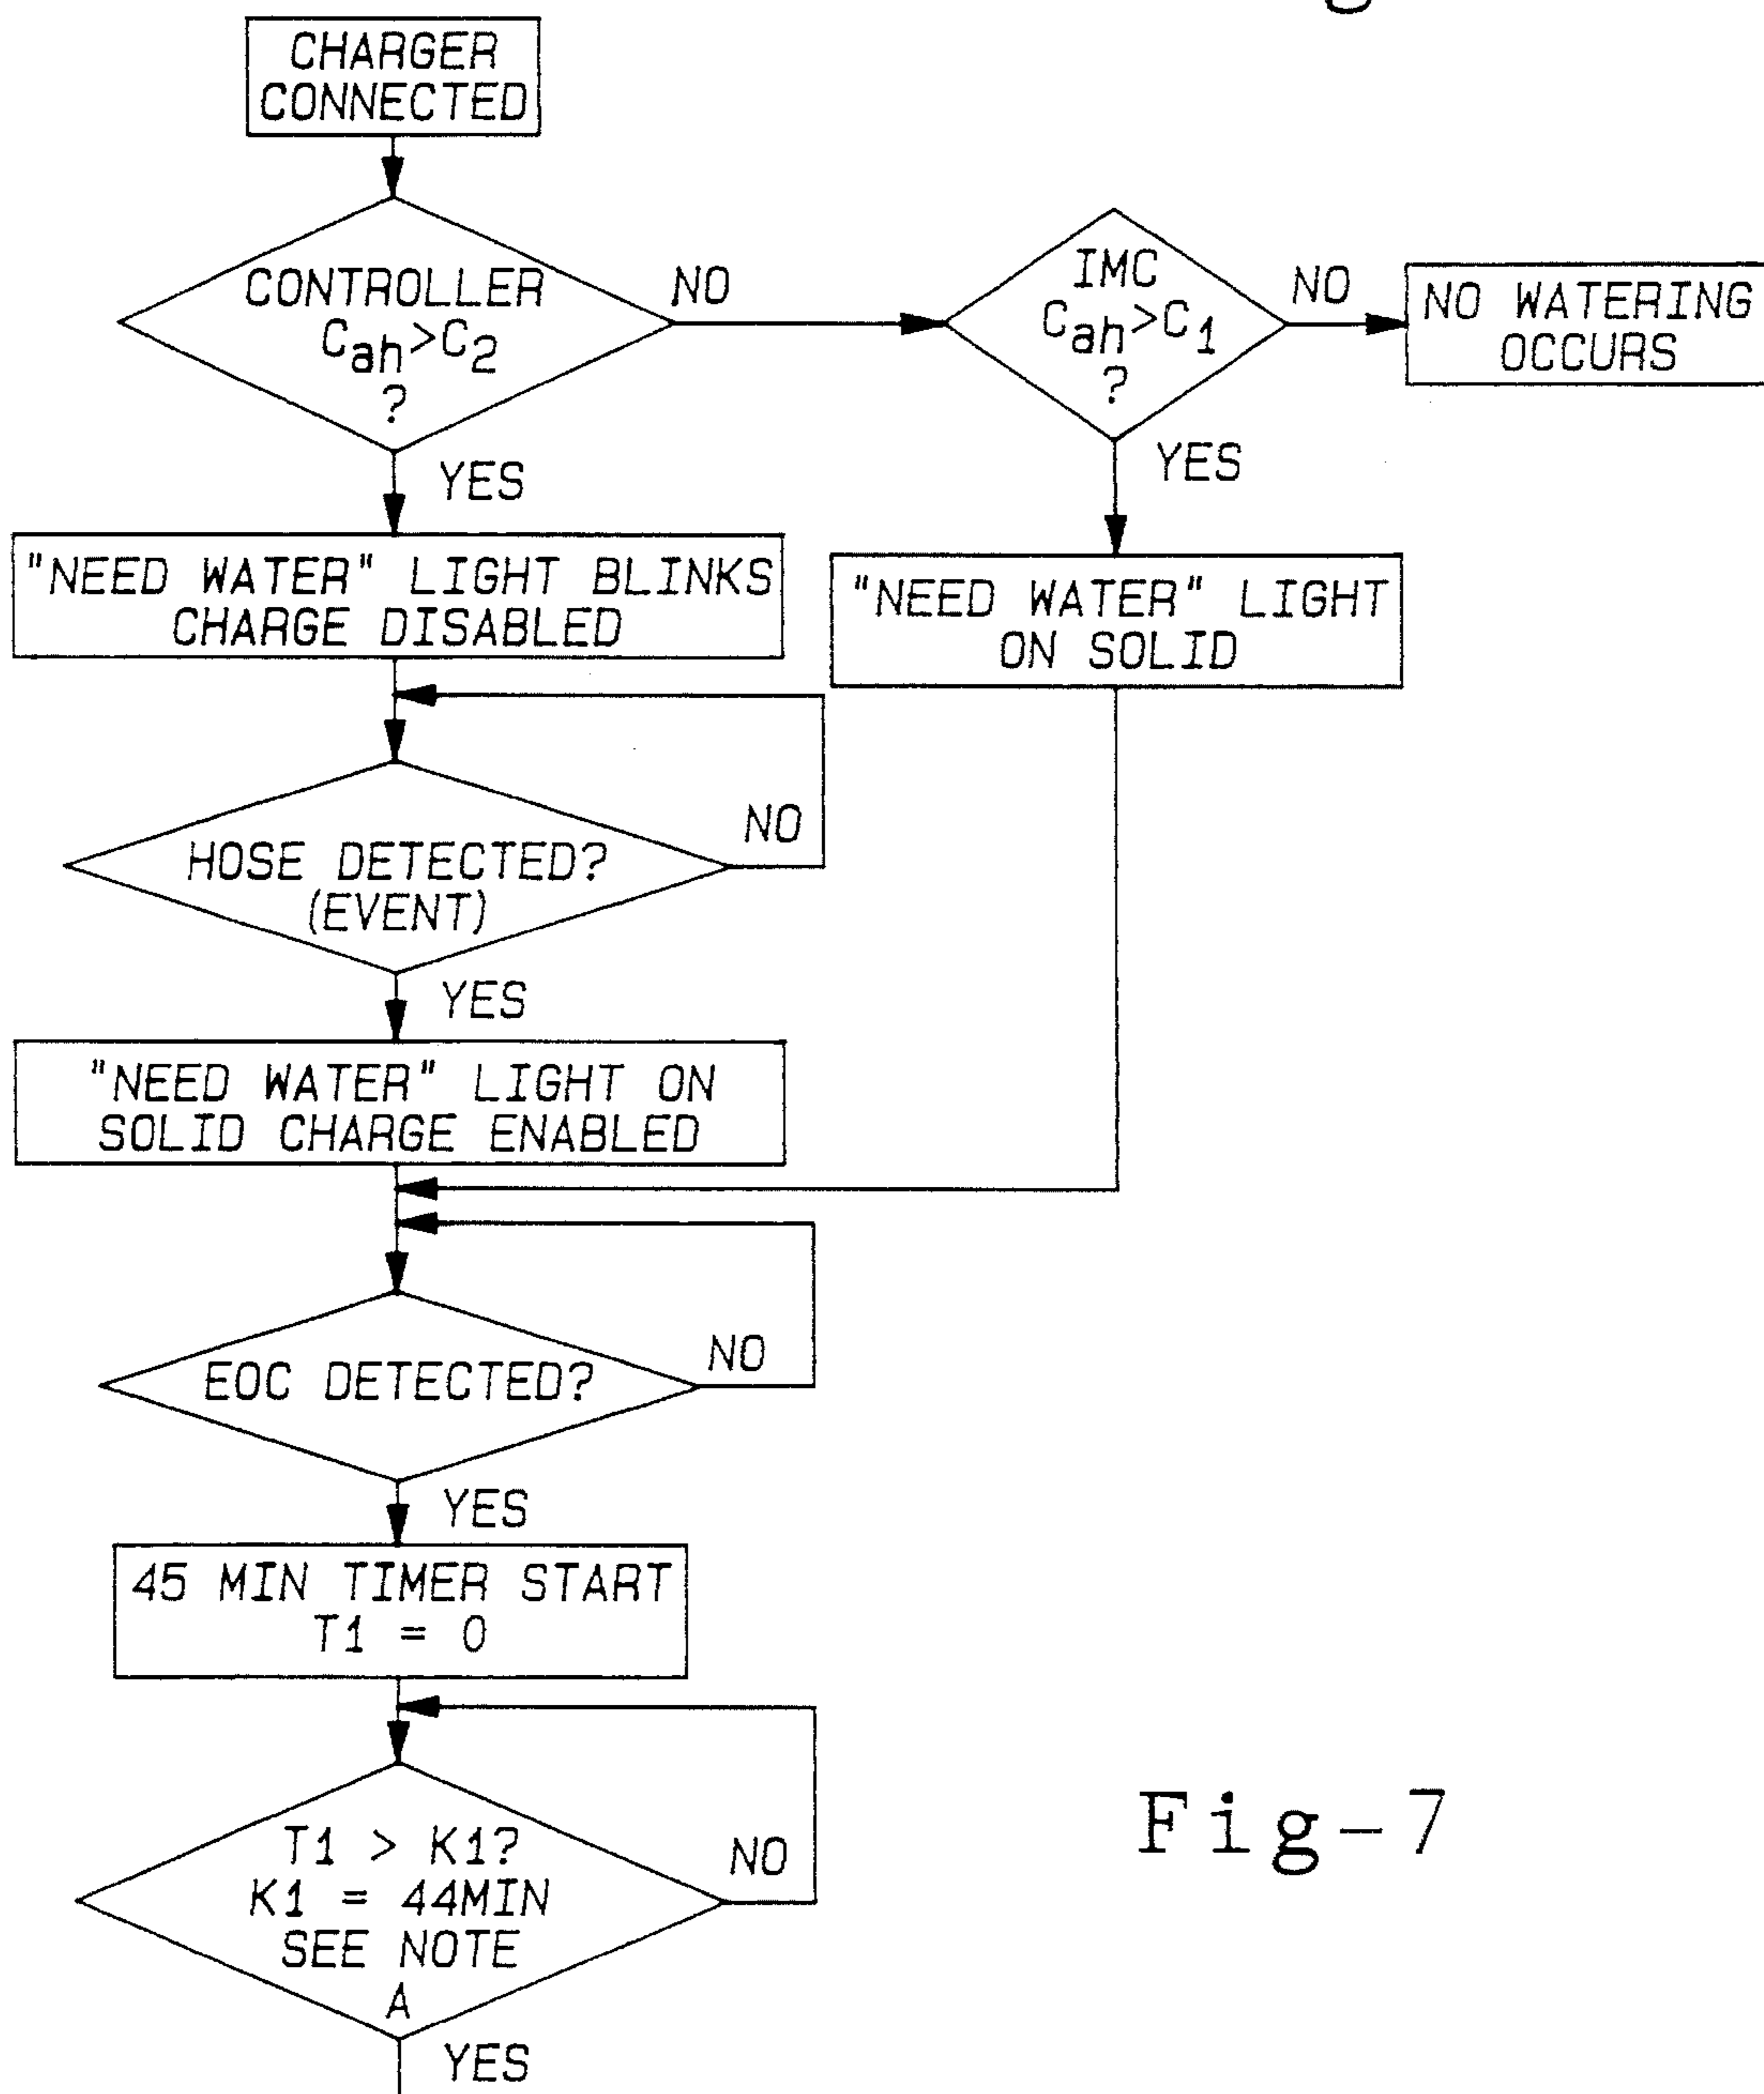 CHARGER
CONNECTED
CONTROLLER
Cah>C2
?
NO
IMC
Cah>C1
?
NO
NO WATERING
OCCURS
YES
YES
"NEED WATER" LIGHT BLINKS
CHARGE DISABLED
"NEED WATER" LIGHT
ON SOLID
NO
HOSE DETECTED?
(EVENT)
YES
"NEED WATER" LIGHT ON
SOLID CHARGE ENABLED
NO
EOC DETECTED?
YES
45 MIN TIMER START
T1 = 0
T1 > K1?
K1 = 44MIN
SEE NOTE
A
NO
YES
Fig-7